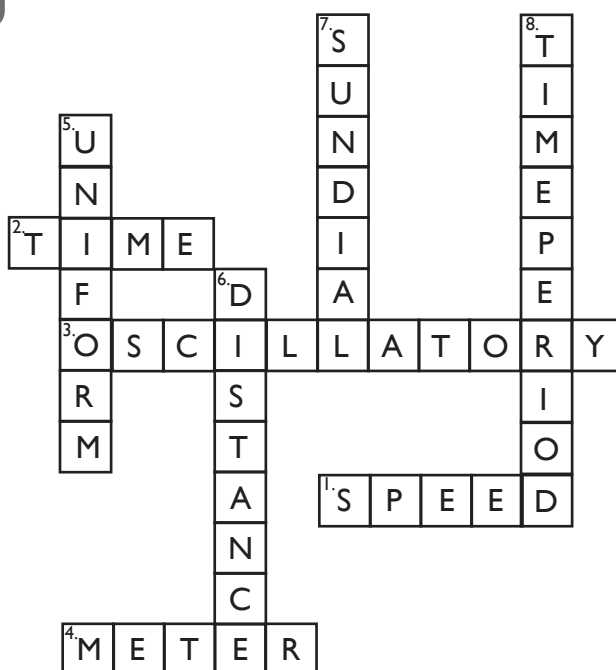 7. S 8. T
U I
5. U N M
N D E
2. T I M E I P
F 6. D A E
3. O S C I L L A T O R Y
R S I
M T O
A 1. S P E E D
N
C
4. M E T E R